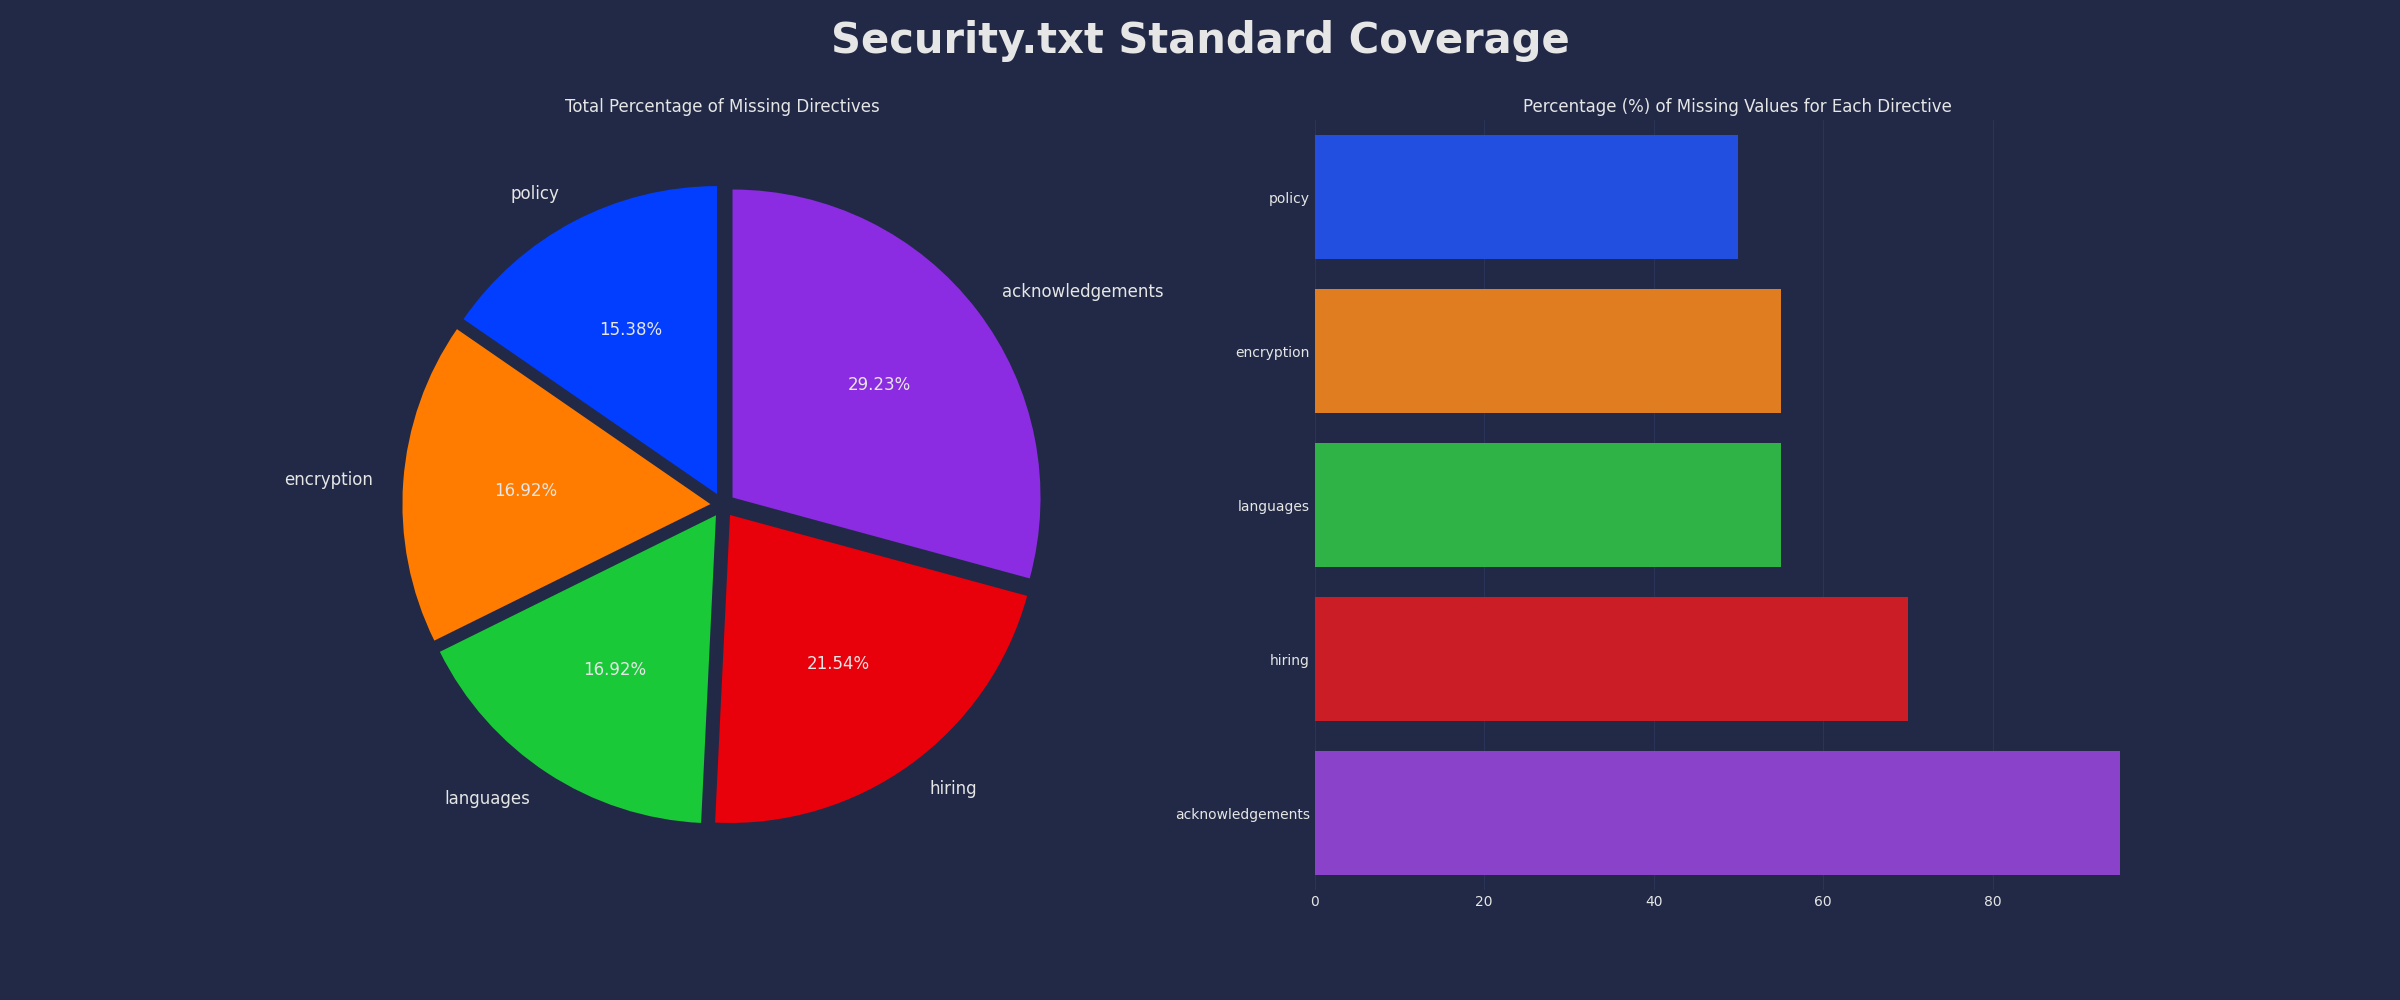 Security.txt Standard Coverage
Total Percentage of Missing Directives
policy
15.38%
acknowledgements
29.23%
encryption
16.92%
languages
16.92%
hiring
21.54%
Percentage (%) of Missing Values for Each Directive
policy
encryption
languages
hiring
acknowledgements
0 20 40 60 80